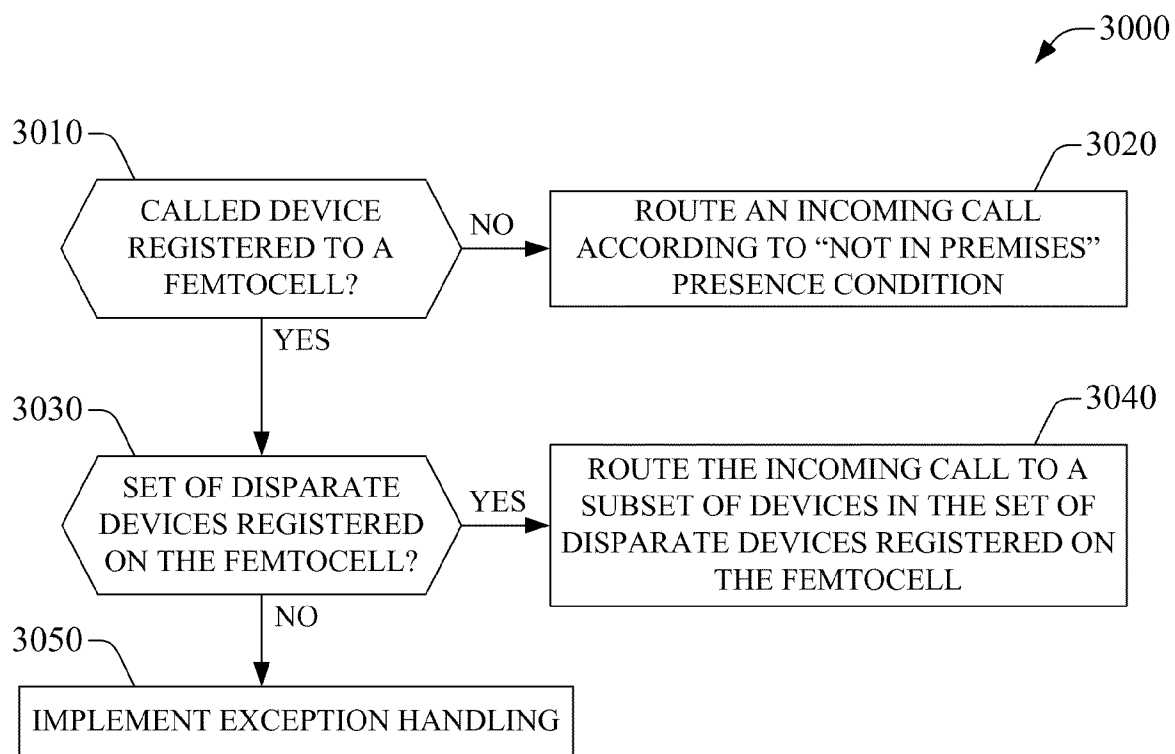 3000
3010
CALLED DEVICE
REGISTERED TO A
FEMTOCELL?
NO
3020
ROUTE AN INCOMING CALL
ACCORDING TO “NOT IN PREMISES”
PRESENCE CONDITION
YES
3030
SET OF DISPARATE
DEVICES REGISTERED
ON THE FEMTOCELL?
YES
3040
ROUTE THE INCOMING CALL TO A
SUBSET OF DEVICES IN THE SET OF
DISPARATE DEVICES REGISTERED ON
THE FEMTOCELL
NO
3050
IMPLEMENT EXCEPTION HANDLING